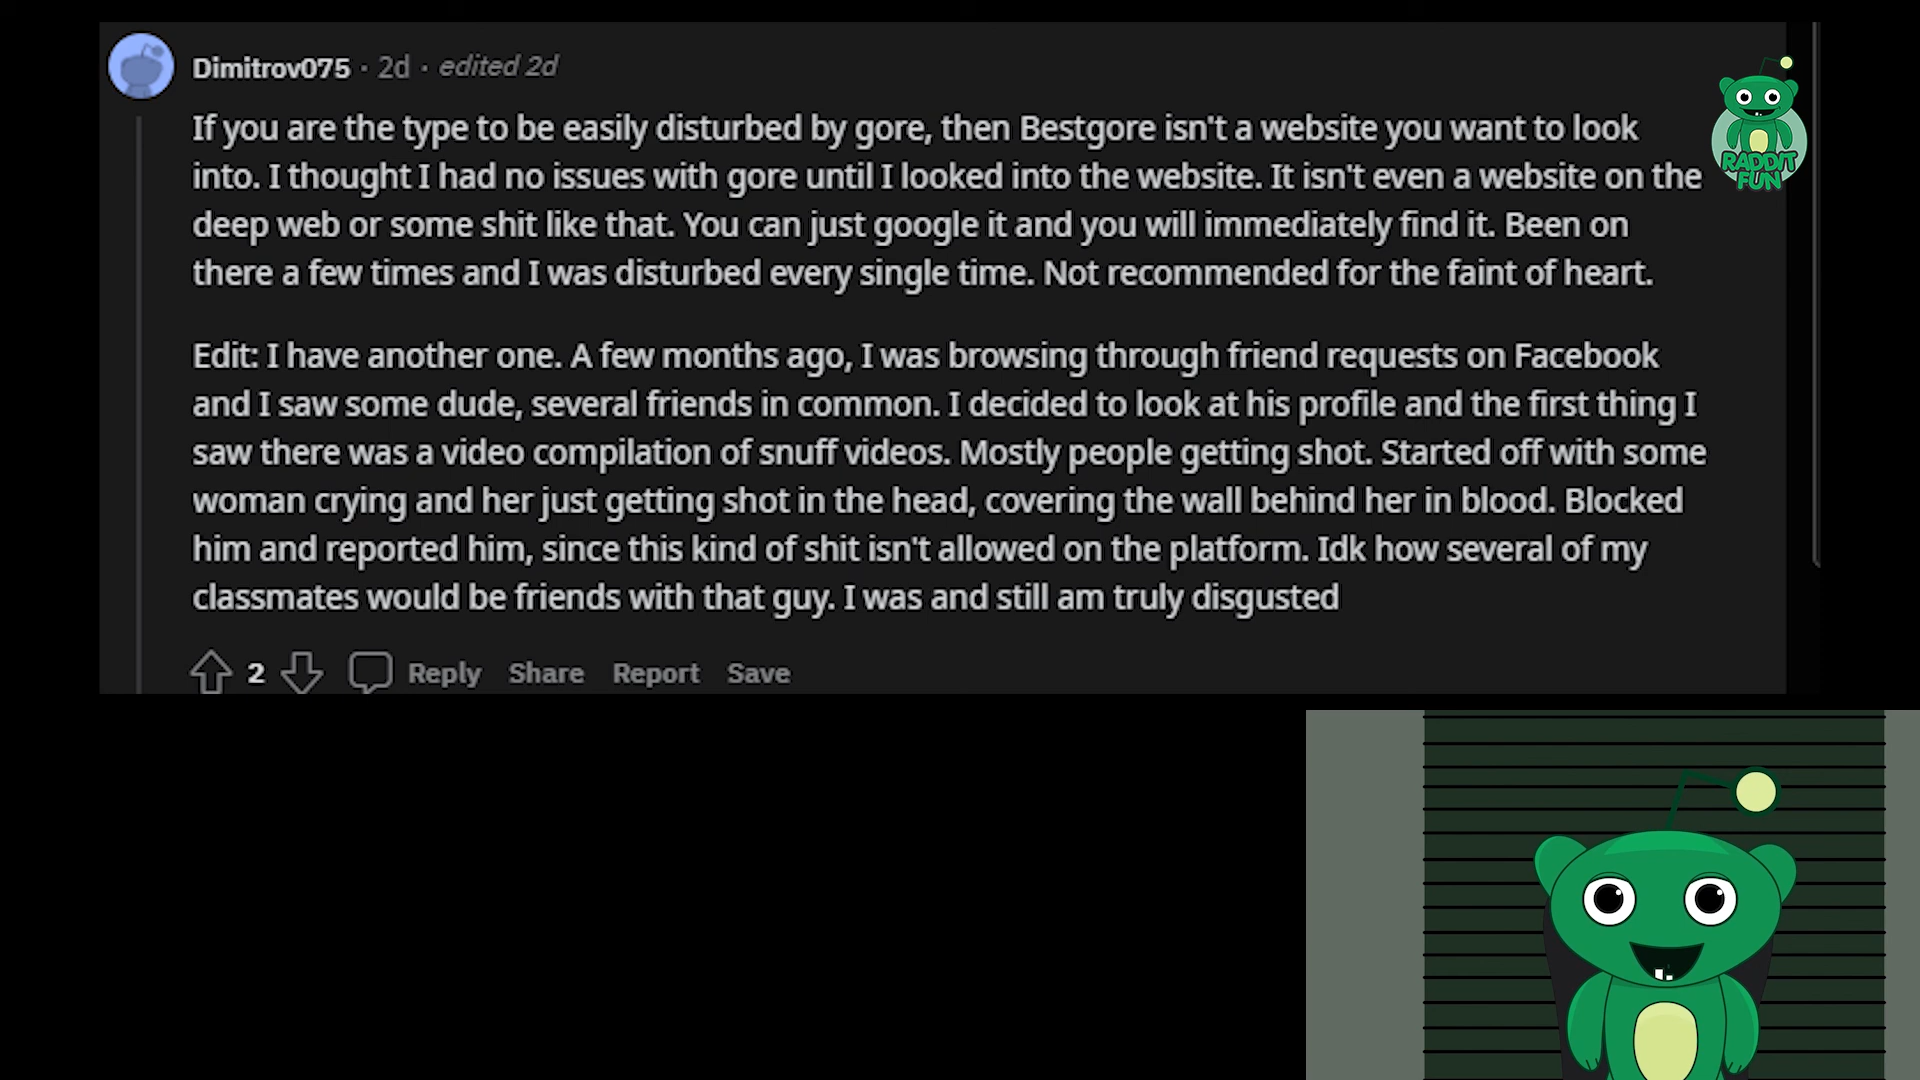 Dimitrov075 · 2d · edited 2d
If you are the type to be easily disturbed by gore, then Bestgore isn't a website you want to look
into. I thought I had no issues with gore until I looked into the website. It isn't even a website on the
deep web or some shit like that. You can just google it and you will immediately find it. Been on
there a few times and I was disturbed every single time. Not recommended for the faint of heart.
Edit: I have another one. A few months ago, I was browsing through friend requests on Facebook
and I saw some dude, several friends in common. I decided to look at his profile and the first thing I
saw there was a video compilation of snuff videos. Mostly people getting shot. Started off with some
woman crying and her just getting shot in the head, covering the wall behind her in blood. Blocked
him and reported him, since this kind of shit isn't allowed on the platform. Idk how several of my
classmates would be friends with that guy. I was and still am truly disgusted
2 Reply Share Report Save
RADDIT
FUN